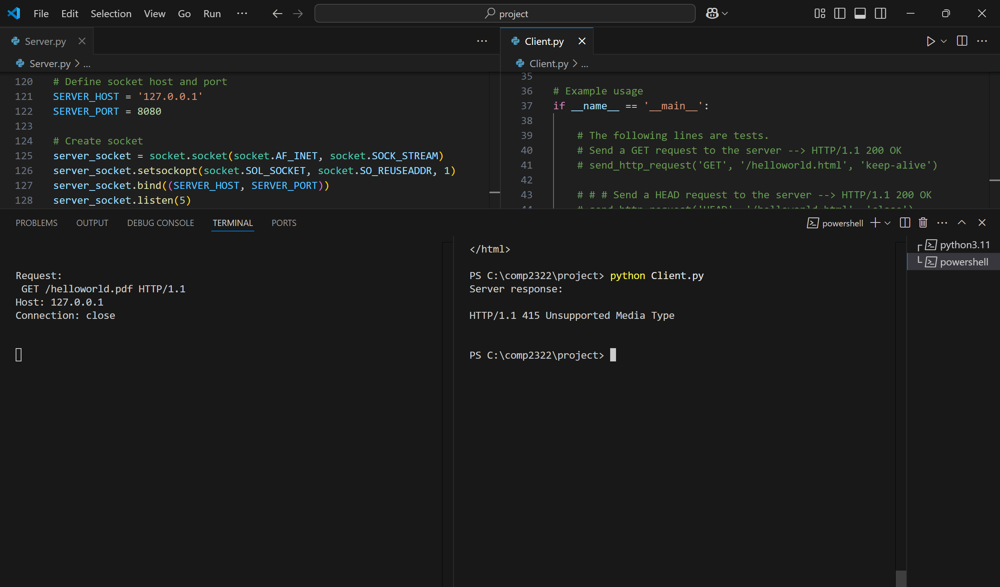 File Edit Selection View Go Run ... project
Server.py
Server.py > ...
120 # Define socket host and port
121 SERVER_HOST = '127.0.0.1'
122 SERVER_PORT = 8080
123
124 # Create socket
125 server_socket = socket.socket(socket.AF_INET, socket.SOCK_STREAM)
126 server_socket.setsockopt(socket.SOL_SOCKET, socket.SO_REUSEADDR, 1)
127 server_socket.bind((SERVER_HOST, SERVER_PORT))
128 server_socket.listen(5)
Client.py
Client.py > ...
35
36 # Example usage
37 if __name__ == '__main__':
38
39 # The following lines are tests.
40 # Send a GET request to the server --> HTTP/1.1 200 OK
41 # send_http_request('GET', '/helloworld.html', 'keep-alive')
42
43 # # # Send a HEAD request to the server --> HTTP/1.1 200 OK
44 # send_http_request('HEAD', '/helloworld.html', 'close')
PROBLEMS OUTPUT DEBUG CONSOLE TERMINAL PORTS powershell
Request:
GET /helloworld.pdf HTTP/1.1
Host: 127.0.0.1
Connection: close
</html>
PS C:\comp2322\project> python Client.py
Server response:
HTTP/1.1 415 Unsupported Media Type
PS C:\comp2322\project>
python3.11
powershell